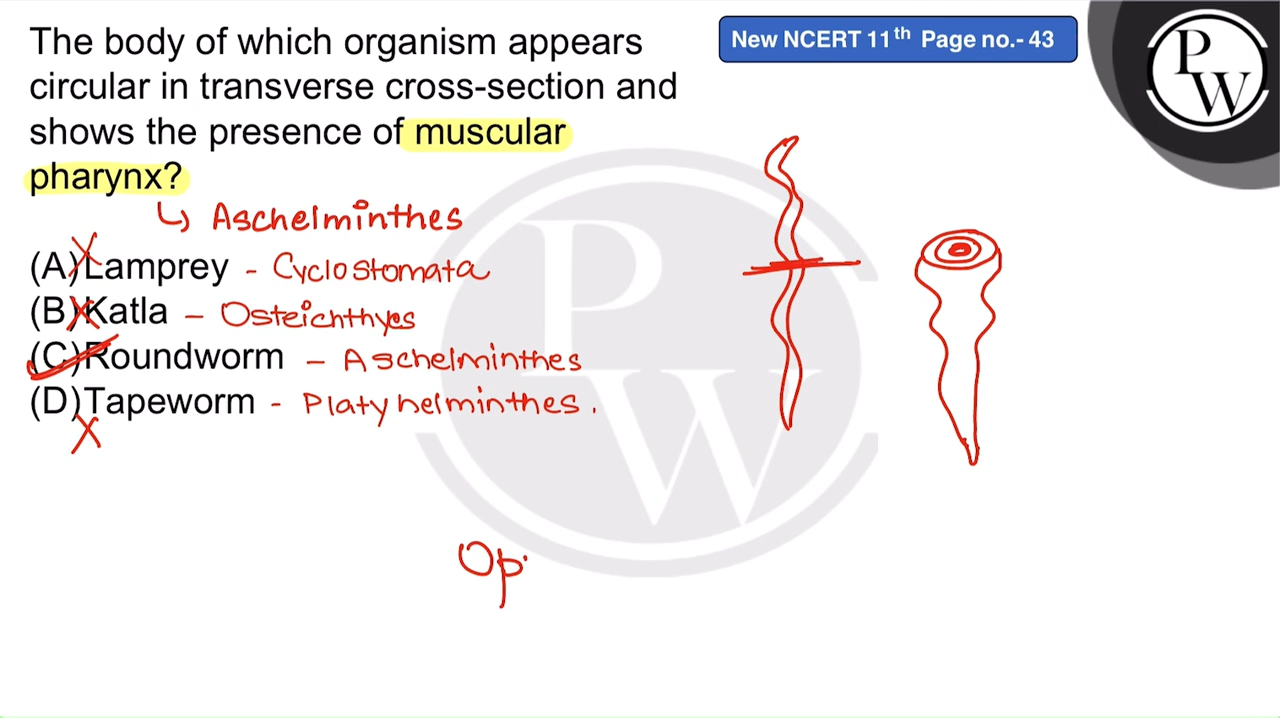 The body of which organism appears
circular in transverse cross-section and
shows the presence of muscular
pharynx?
↳ Aschelminthes
(A) Lamprey - Cyclostomata
(B) Katla - Osteichthyes
(C) Roundworm - Aschelminthes
(D) Tapeworm - Platyhelminthes.
Op
New NCERT 11th Page no.- 43
P
W
P
W